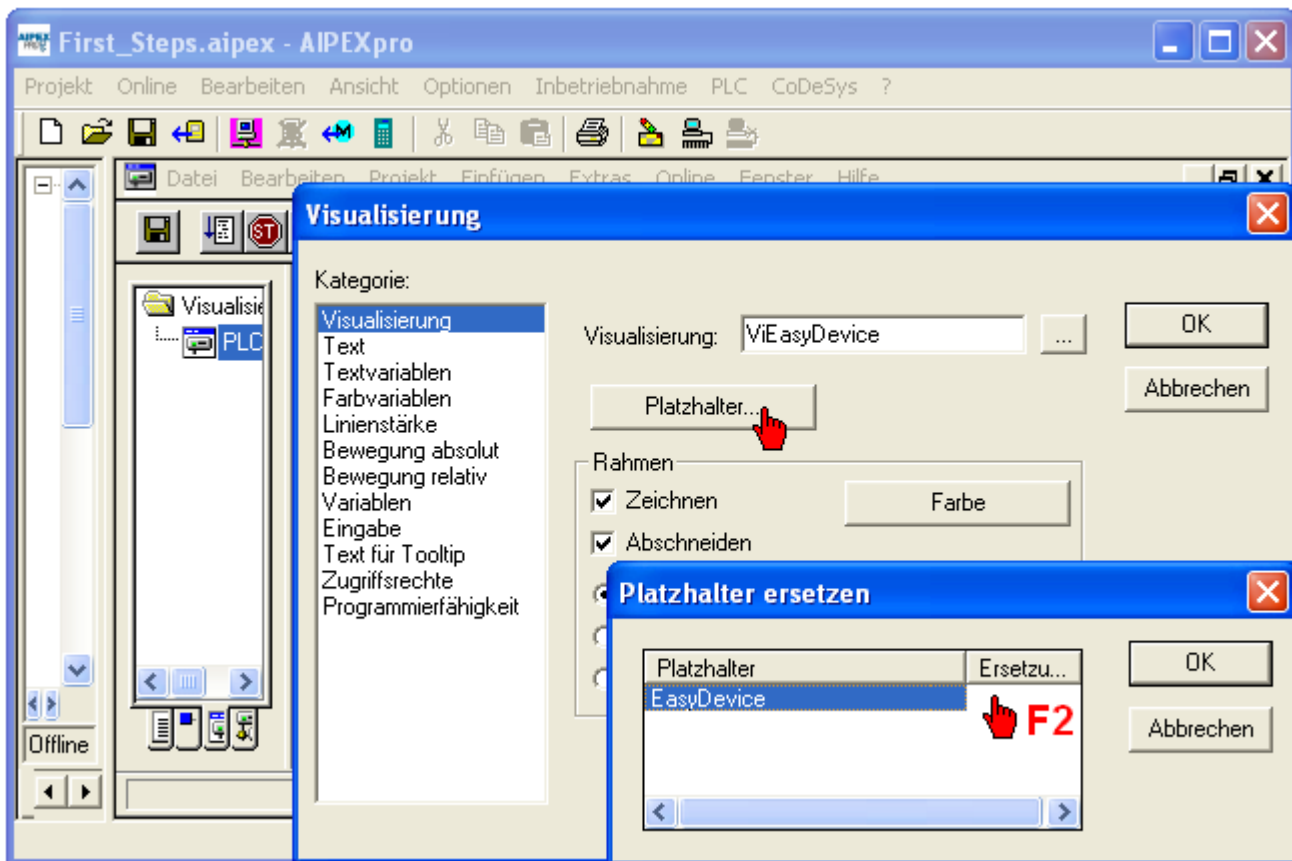 First_Steps.aipex - AIPEXpro
Projekt Online Bearbeiten Ansicht Optionen Inbetriebnahme PLC CoDeSys ?
Datei Bearbeiten Projekt Einfügen Extras Online Fenster Hilfe
ST
Visualisie
PLC
Offline
Visualisierung
Kategorie:
Visualisierung
Text
Textvariablen
Farbvariablen
Linienstärke
Bewegung absolut
Bewegung relativ
Variablen
Eingabe
Text für Tooltip
Zugriffsrechte
Programmierfähigkeit
Visualisierung: ViEasyDevice ...
OK
Abbrechen
Platzhalter...
Rahmen
Zeichnen
Farbe
Abschneiden
Platzhalter ersetzen
Platzhalter Ersetzu...
EasyDevice
F2
OK
Abbrechen